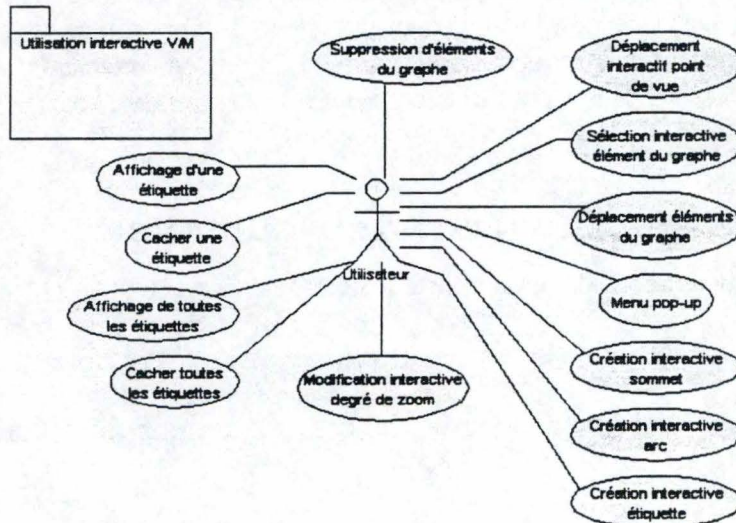 Utilisation interactive V/M
Suppression d'éléments
du graphe
Déplacement
interactif point
de vue
Sélection interactive
élément du graphe
Affichage d'une
étiquette
Cacher une
étiquette
Déplacement éléments
du graphe
Utilisateur
Menu pop-up
Affichage de toutes
les étiquettes
Cacher toutes
les étiquettes
Modification interactive
degré de zoom
Création interactive
sommet
Création interactive
arc
Création interactive
étiquette